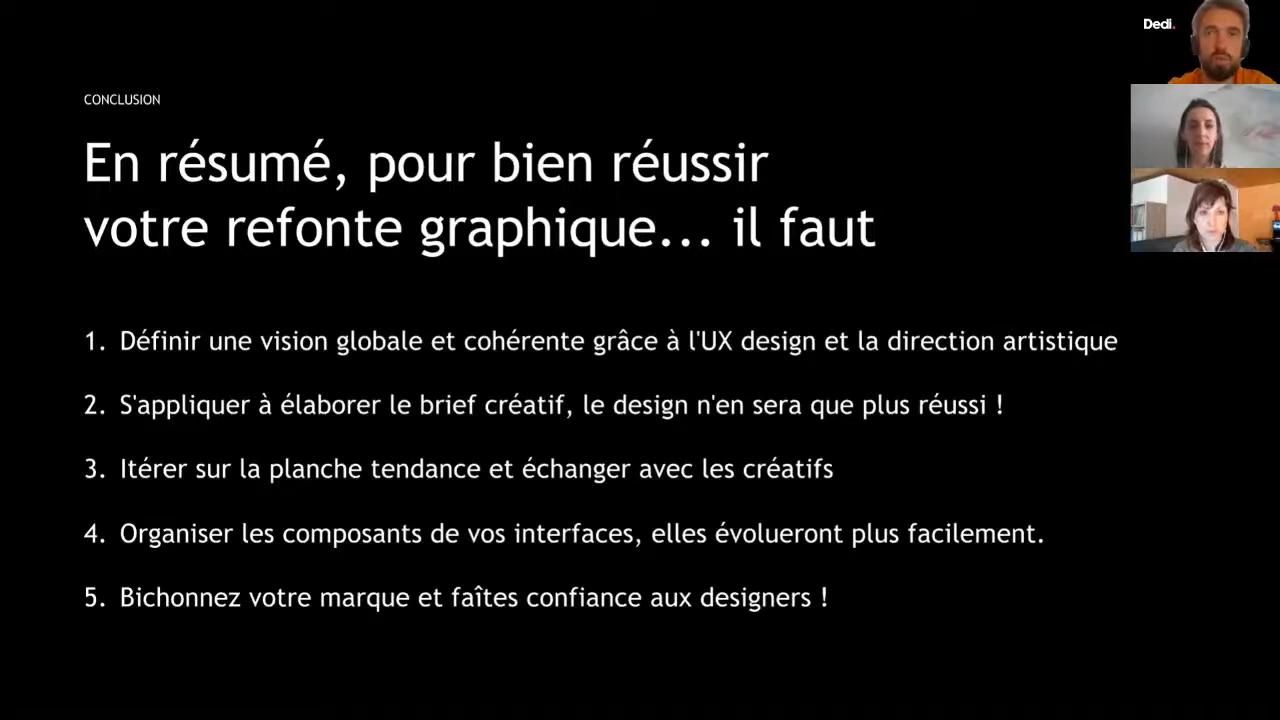 Dedi.
CONCLUSION
En résumé, pour bien réussir
votre refonte graphique... il faut
1. Définir une vision globale et cohérente grâce à l'UX design et la direction artistique
2. S'appliquer à élaborer le brief créatif, le design n'en sera que plus réussi !
3. Itérer sur la planche tendance et échanger avec les créatifs
4. Organiser les composants de vos interfaces, elles évolueront plus facilement.
5. Bichonnez votre marque et faîtes confiance aux designers !